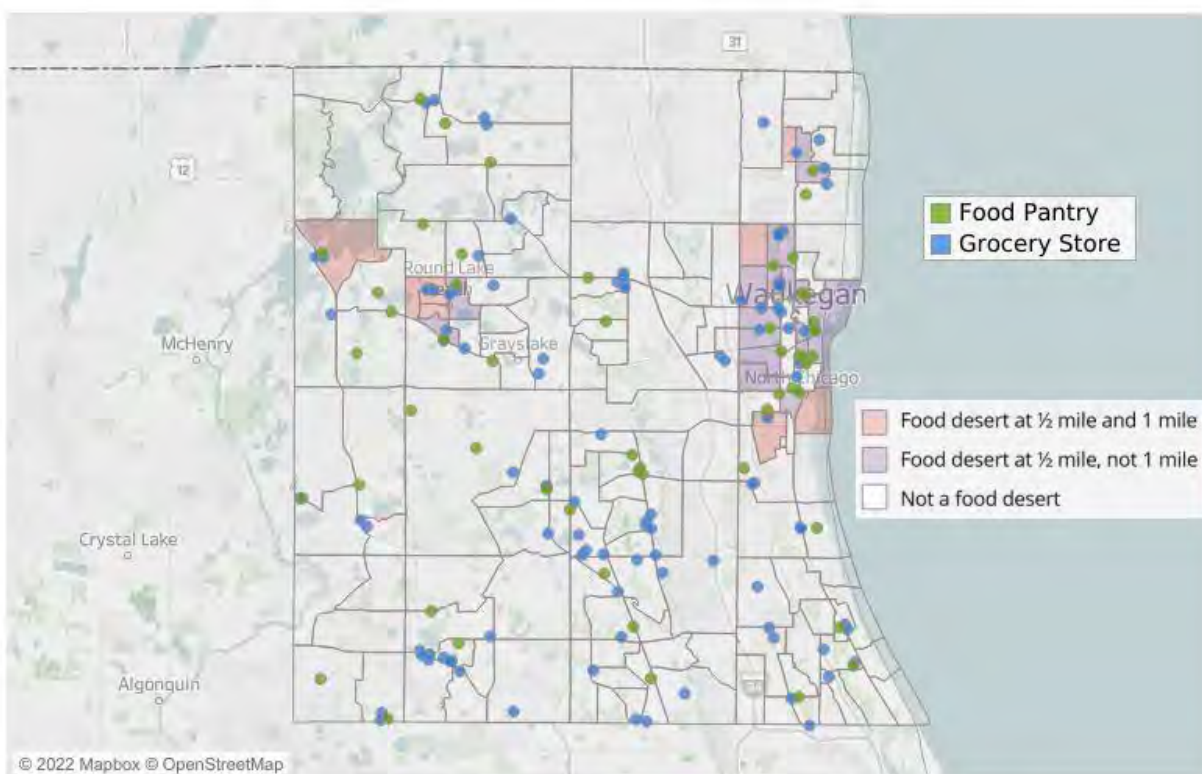 31
12
Food Pantry
Grocery Store
Round Lake
Waukegan
McHenry
Grayslake
North Chicago
Food desert at ½ mile and 1 mile
Food desert at ½ mile, not 1 mile
Not a food desert
Crystal Lake
Algonquin
© 2022 Mapbox © OpenStreetMap